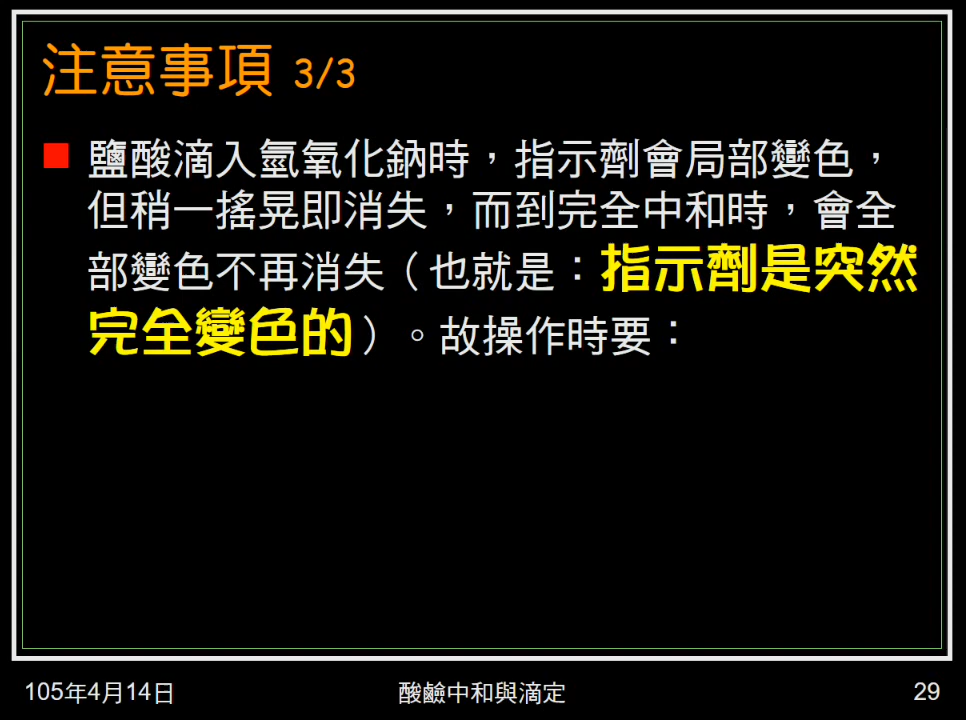 注意事項 3/3
鹽酸滴入氫氧化鈉時，指示劑會局部變色，
但稍一搖晃即消失，而到完全中和時，會全
部變色不再消失（也就是：指示劑是突然
完全變色的）。故操作時要：
105年4月14日
酸鹼中和與滴定
29